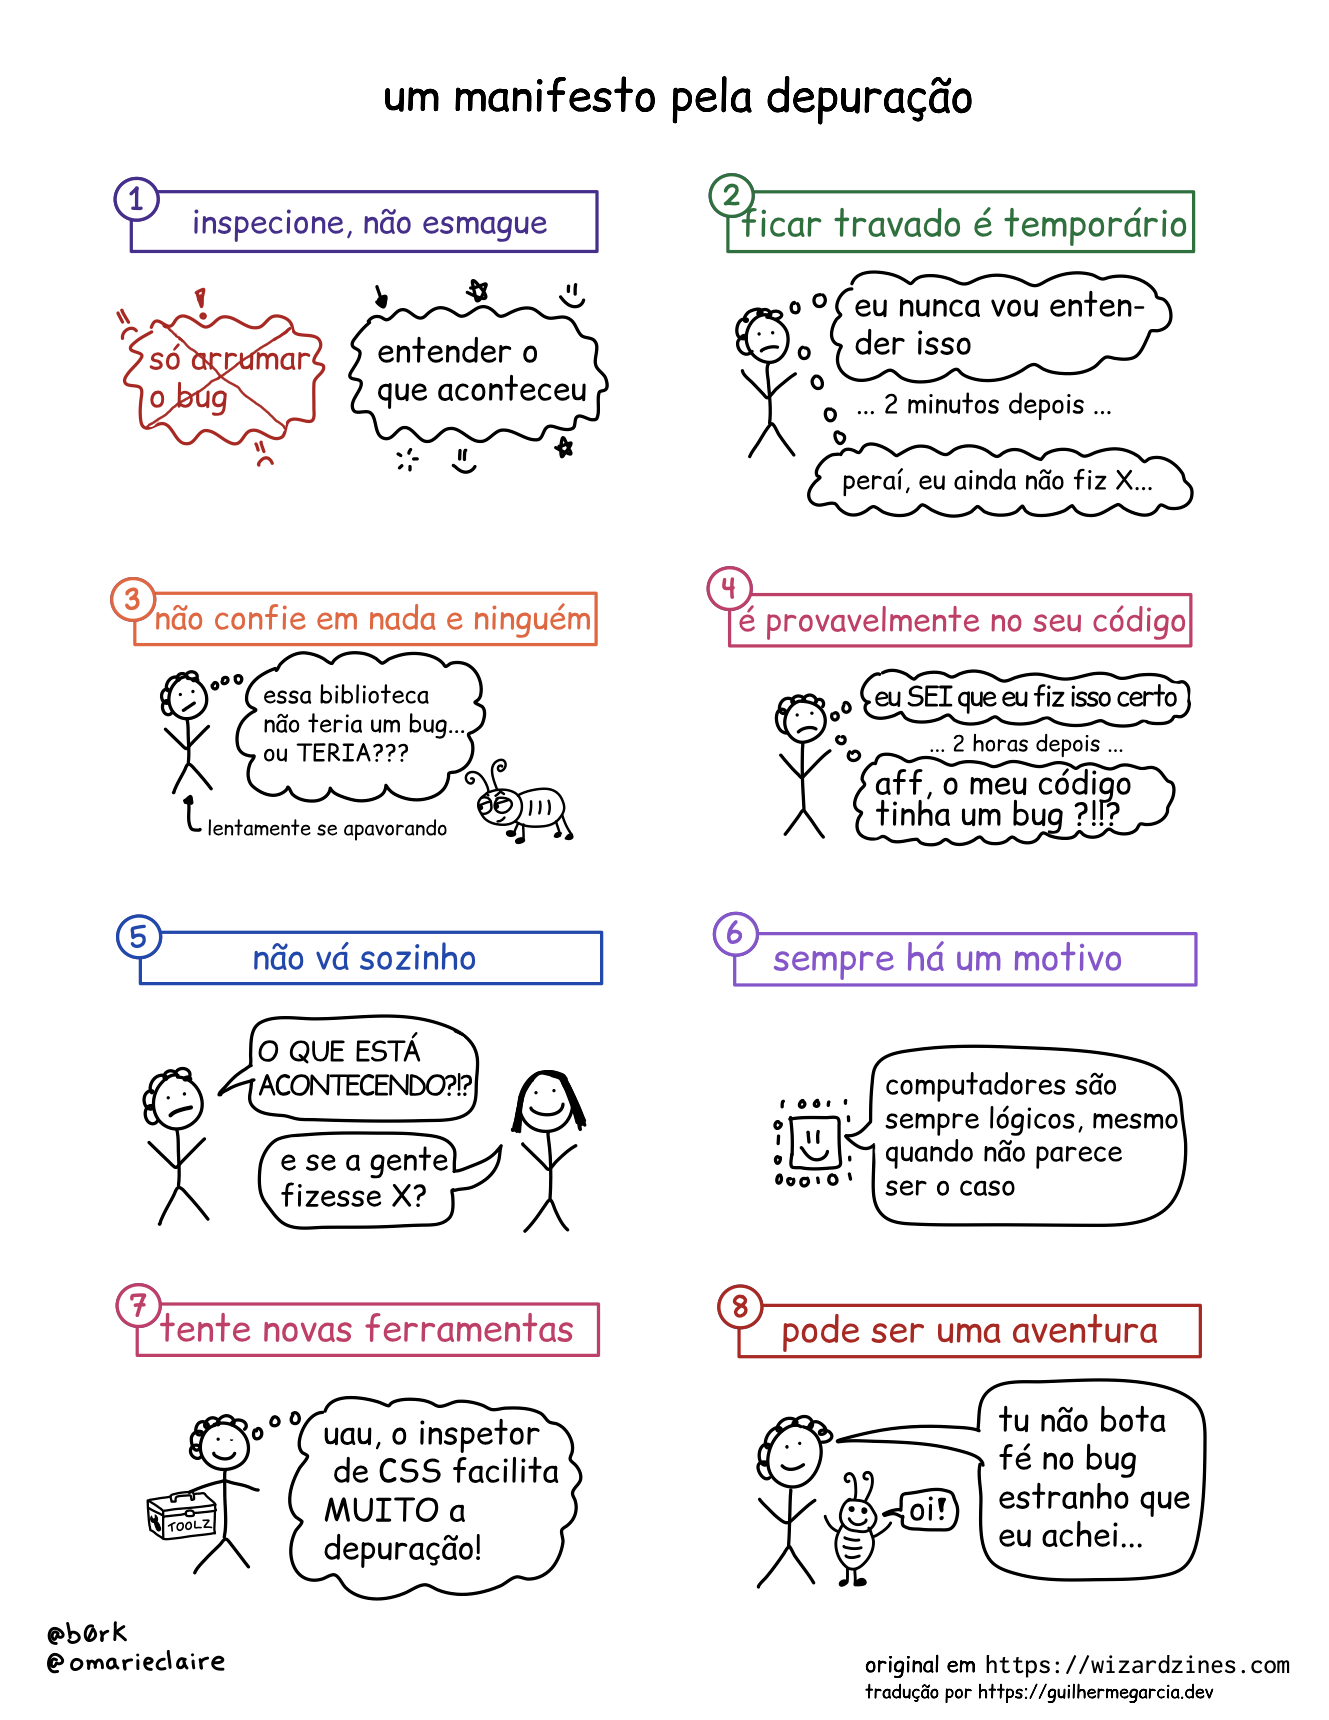 um manifesto pela depuração
1
inspecione, não esmague
só arrumar
o bug
entender o
que aconteceu
2
ficar travado é temporário
eu nunca vou enten-
der isso
... 2 minutos depois ...
peraí, eu ainda não fiz X...
3
não confie em nada e ninguém
essa biblioteca
não teria um bug...
ou TERIA???
lentamente se apavorando
4
é provavelmente no seu código
eu SEI que eu fiz isso certo
... 2 horas depois ...
aff, o meu código
tinha um bug ?!!?
5
não vá sozinho
O QUE ESTÁ
ACONTECENDO?!?
e se a gente
fizesse X?
6
sempre há um motivo
computadores são
sempre lógicos, mesmo
quando não parece
ser o caso
7
tente novas ferramentas
uau, o inspetor
de CSS facilita
MUITO a
depuração!
TOOLZ
8
pode ser uma aventura
tu não bota
fé no bug
estranho que
eu achei...
oi!
@b0rk
@omarieclaire
original em https://wizardzines.com
tradução por https://guilhermegarcia.dev